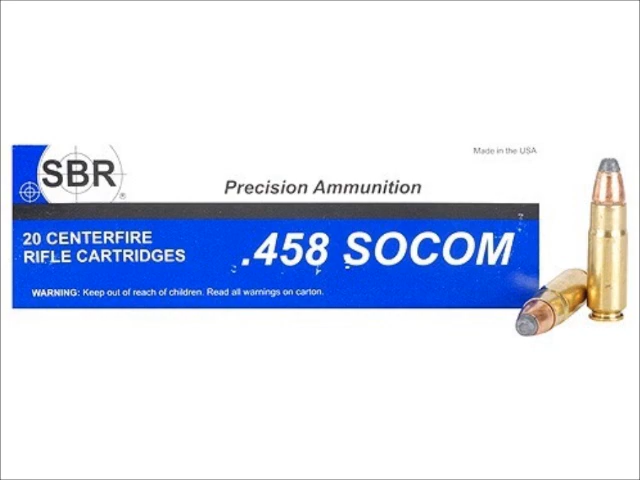 Made in the USA
SBR
®
Precision Ammunition
20 CENTERFIRE
RIFLE CARTRIDGES
.458 SOCOM
WARNING: Keep out of reach of children. Read all warnings on carton.